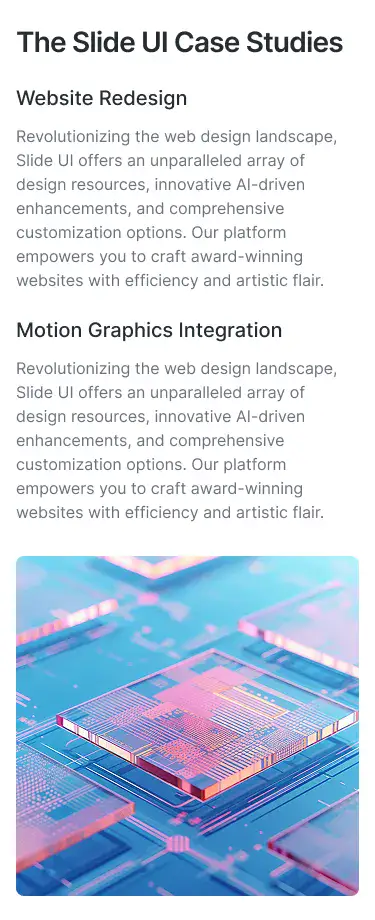 The Slide UI Case Studies
Website Redesign
Revolutionizing the web design landscape,
Slide UI offers an unparalleled array of
design resources, innovative AI-driven
enhancements, and comprehensive
customization options. Our platform
empowers you to craft award-winning
websites with efficiency and artistic flair.
Motion Graphics Integration
Revolutionizing the web design landscape,
Slide UI offers an unparalleled array of
design resources, innovative AI-driven
enhancements, and comprehensive
customization options. Our platform
empowers you to craft award-winning
websites with efficiency and artistic flair.